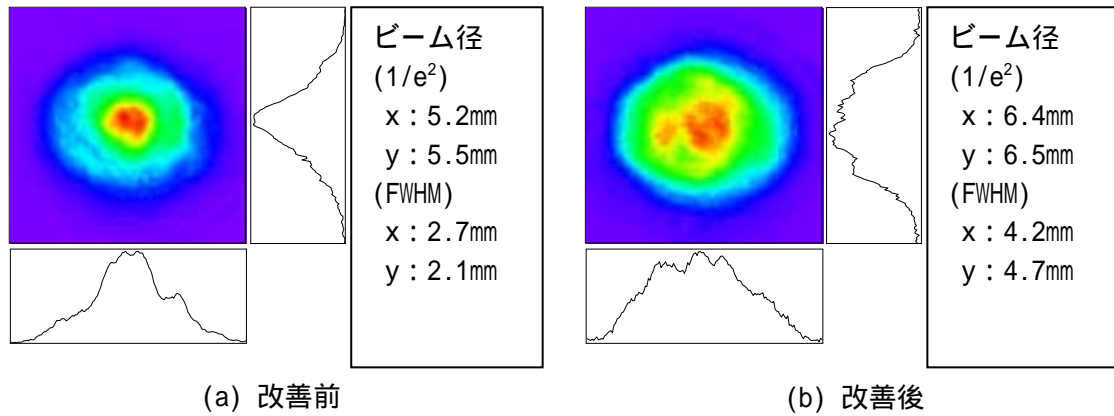 ビーム径
(1/e²)
x：5.2mm
y：5.5mm
(FWHM)
x：2.7mm
y：2.1mm
(a) 改善前
ビーム径
(1/e²)
x：6.4mm
y：6.5mm
(FWHM)
x：4.2mm
y：4.7mm
(b) 改善後